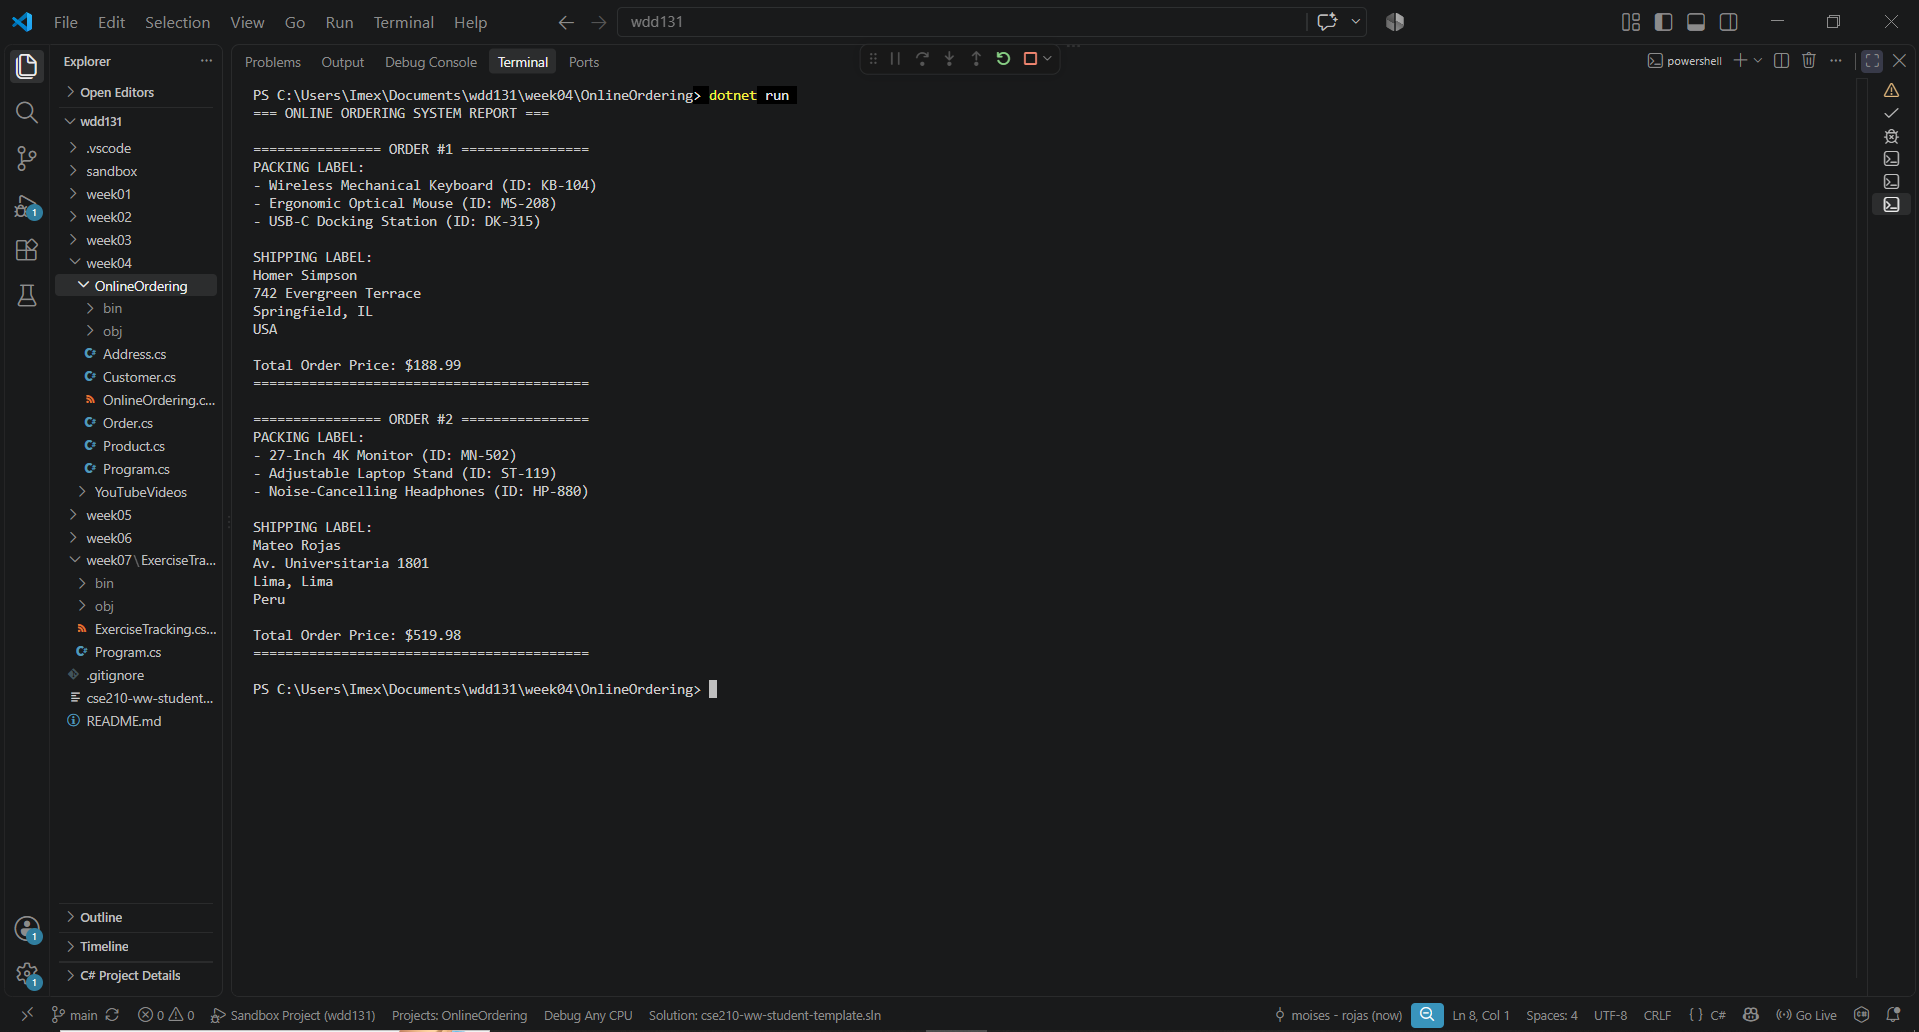 File Edit Selection View Go Run Terminal Help
wdd131
Explorer
Open Editors
wdd131
.vscode
sandbox
week01
week02
week03
week04
OnlineOrdering
bin
obj
Address.cs
Customer.cs
OnlineOrdering.c...
Order.cs
Product.cs
Program.cs
YouTubeVideos
week05
week06
week07\ExerciseTra...
bin
obj
ExerciseTracking.cs...
Program.cs
.gitignore
cse210-ww-student...
README.md
Outline
Timeline
C# Project Details
Problems Output Debug Console Terminal Ports
powershell
PS C:\Users\Imex\Documents\wdd131\week04\OnlineOrdering> dotnet run
=== ONLINE ORDERING SYSTEM REPORT ===
================ ORDER #1 ================
PACKING LABEL:
- Wireless Mechanical Keyboard (ID: KB-104)
- Ergonomic Optical Mouse (ID: MS-208)
- USB-C Docking Station (ID: DK-315)
SHIPPING LABEL:
Homer Simpson
742 Evergreen Terrace
Springfield, IL
USA
Total Order Price: $188.99
==========================================
================ ORDER #2 ================
PACKING LABEL:
- 27-Inch 4K Monitor (ID: MN-502)
- Adjustable Laptop Stand (ID: ST-119)
- Noise-Cancelling Headphones (ID: HP-880)
SHIPPING LABEL:
Mateo Rojas
Av. Universitaria 1801
Lima, Lima
Peru
Total Order Price: $519.98
==========================================
PS C:\Users\Imex\Documents\wdd131\week04\OnlineOrdering>
1
1
1
main 0 0 Sandbox Project (wdd131) Projects: OnlineOrdering Debug Any CPU Solution: cse210-ww-student-template.sln moises - rojas (now) Ln 8, Col 1 Spaces: 4 UTF-8 CRLF { } C# Go Live